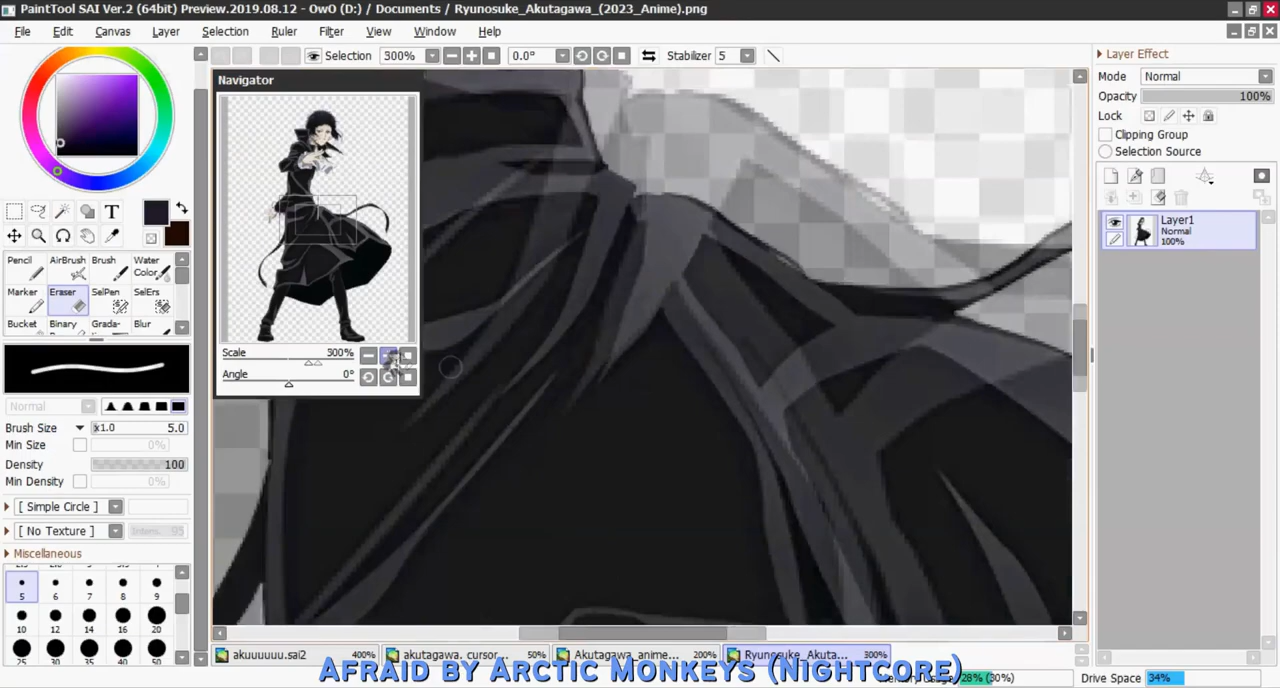 PaintTool SAI Ver.2 (64bit) Preview.2019.08.12 - OwO (D:) / Documents / Ryunosuke_Akutagawa_(2023_Anime).png
File Edit Canvas Layer Selection Ruler Filter View Window Help
Selection 300% 0.0° Stabilizer 5
Navigator
Scale 300%
Angle 0°
T
Pencil AirBrush Brush Water Color
Marker Eraser SelPen SelErs
Bucket Binary Grada- Blur
Normal
Brush Size x1.0 5.0
Min Size 0%
Density 100
Min Density 0%
[ Simple Circle ]
[ No Texture ] 95
Miscellaneous
5 6 7 8 9
10 12 14 16 20
25 30 35 40 50
Layer Effect
Mode Normal
Opacity 100%
Lock
Clipping Group
Selection Source
Layer1
Normal
100%
akuuuuuu.sai2 400% akutagawa_cursor... 50% Akutagawa_anime... 200% Ryunosuke_Akuta... 300%
Afraid by Arctic Monkeys (Nightcore)
28% (30%) Drive Space 34%